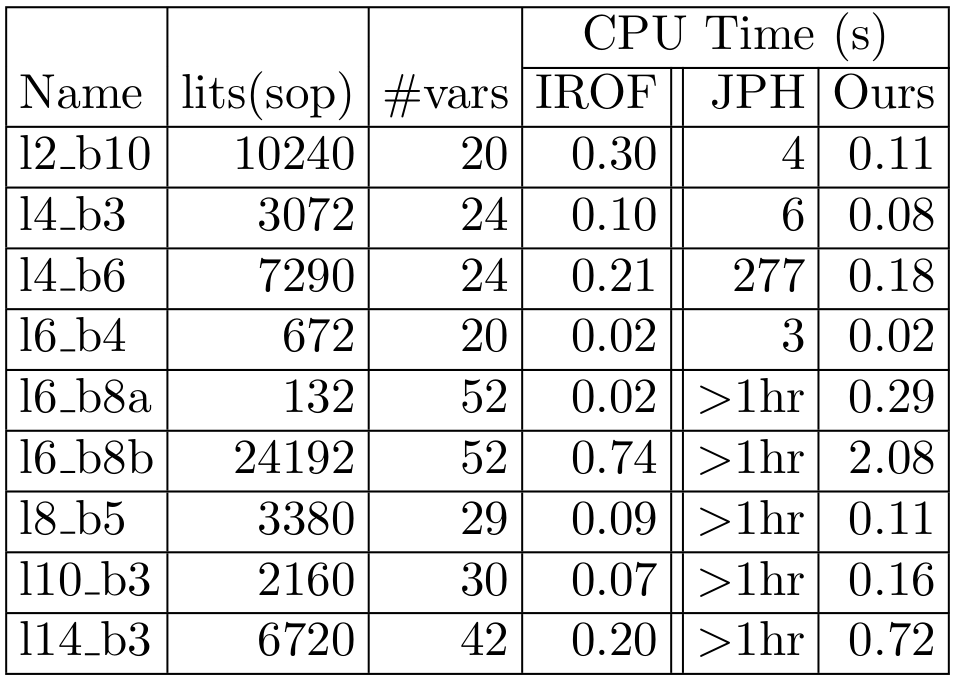 CPU Time (s)
Name lits(sop) #vars IROF JPH Ours
l2_b10 10240 20 0.30 4 0.11
l4_b3 3072 24 0.10 6 0.08
l4_b6 7290 24 0.21 277 0.18
l6_b4 672 20 0.02 3 0.02
l6_b8a 132 52 0.02 >1hr 0.29
l6_b8b 24192 52 0.74 >1hr 2.08
l8_b5 3380 29 0.09 >1hr 0.11
l10_b3 2160 30 0.07 >1hr 0.16
l14_b3 6720 42 0.20 >1hr 0.72